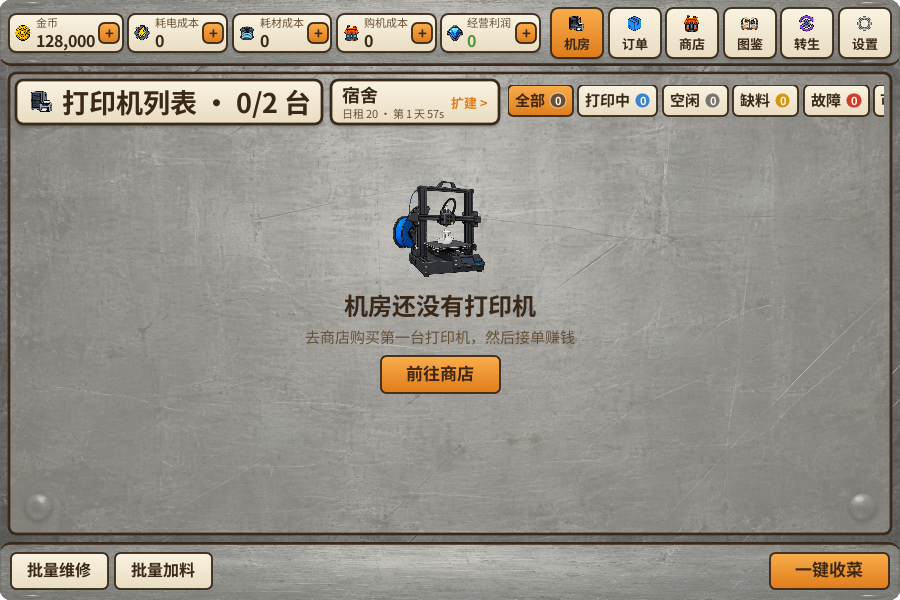 金币
128,000 +
耗电成本
0 +
耗材成本
0 +
购机成本
0 +
经营利润
0 +
机房
订单
商店
图鉴
转生
设置
打印机列表 · 0/2 台
宿舍
日租 20 · 第 1 天 57s
扩建 >
全部 0
打印中 0
空闲 0
缺料 0
故障 0
机房还没有打印机
去商店购买第一台打印机，然后接单赚钱
前往商店
批量维修
批量加料
一键收菜